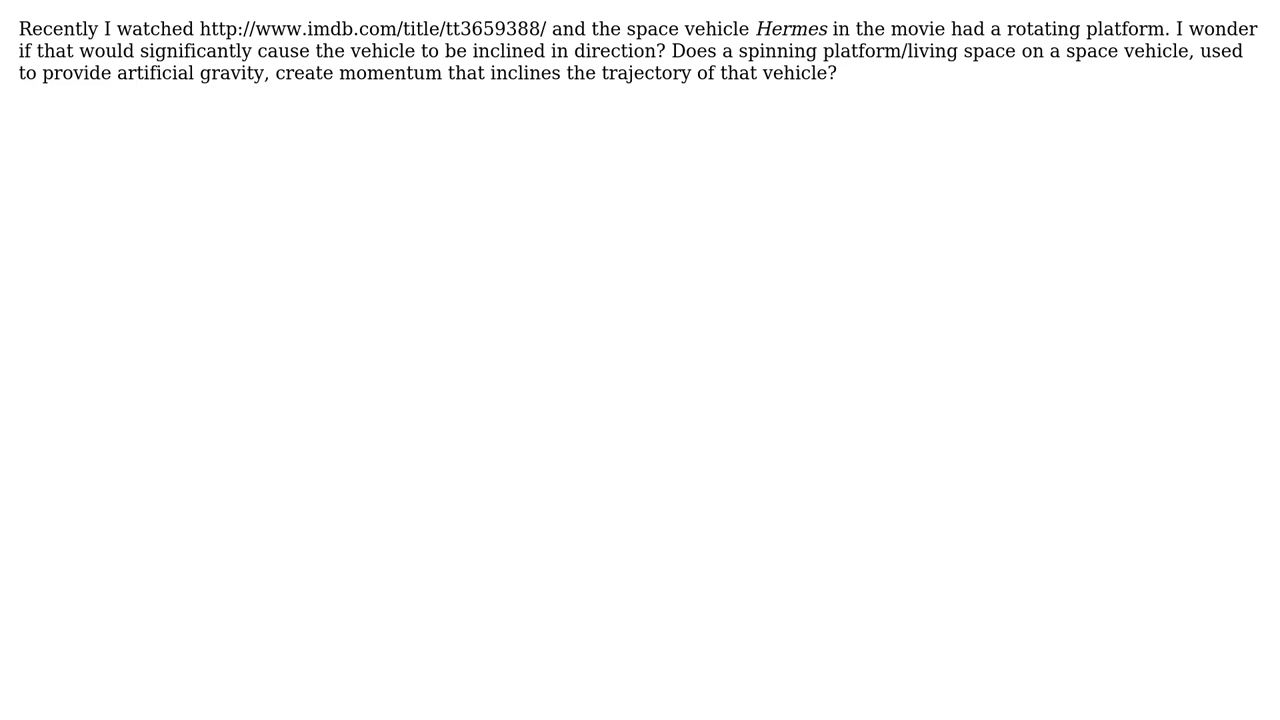 Recently I watched http://www.imdb.com/title/tt3659388/ and the space vehicle Hermes in the movie had a rotating platform. I wonder
if that would significantly cause the vehicle to be inclined in direction? Does a spinning platform/living space on a space vehicle, used
to provide artificial gravity, create momentum that inclines the trajectory of that vehicle?